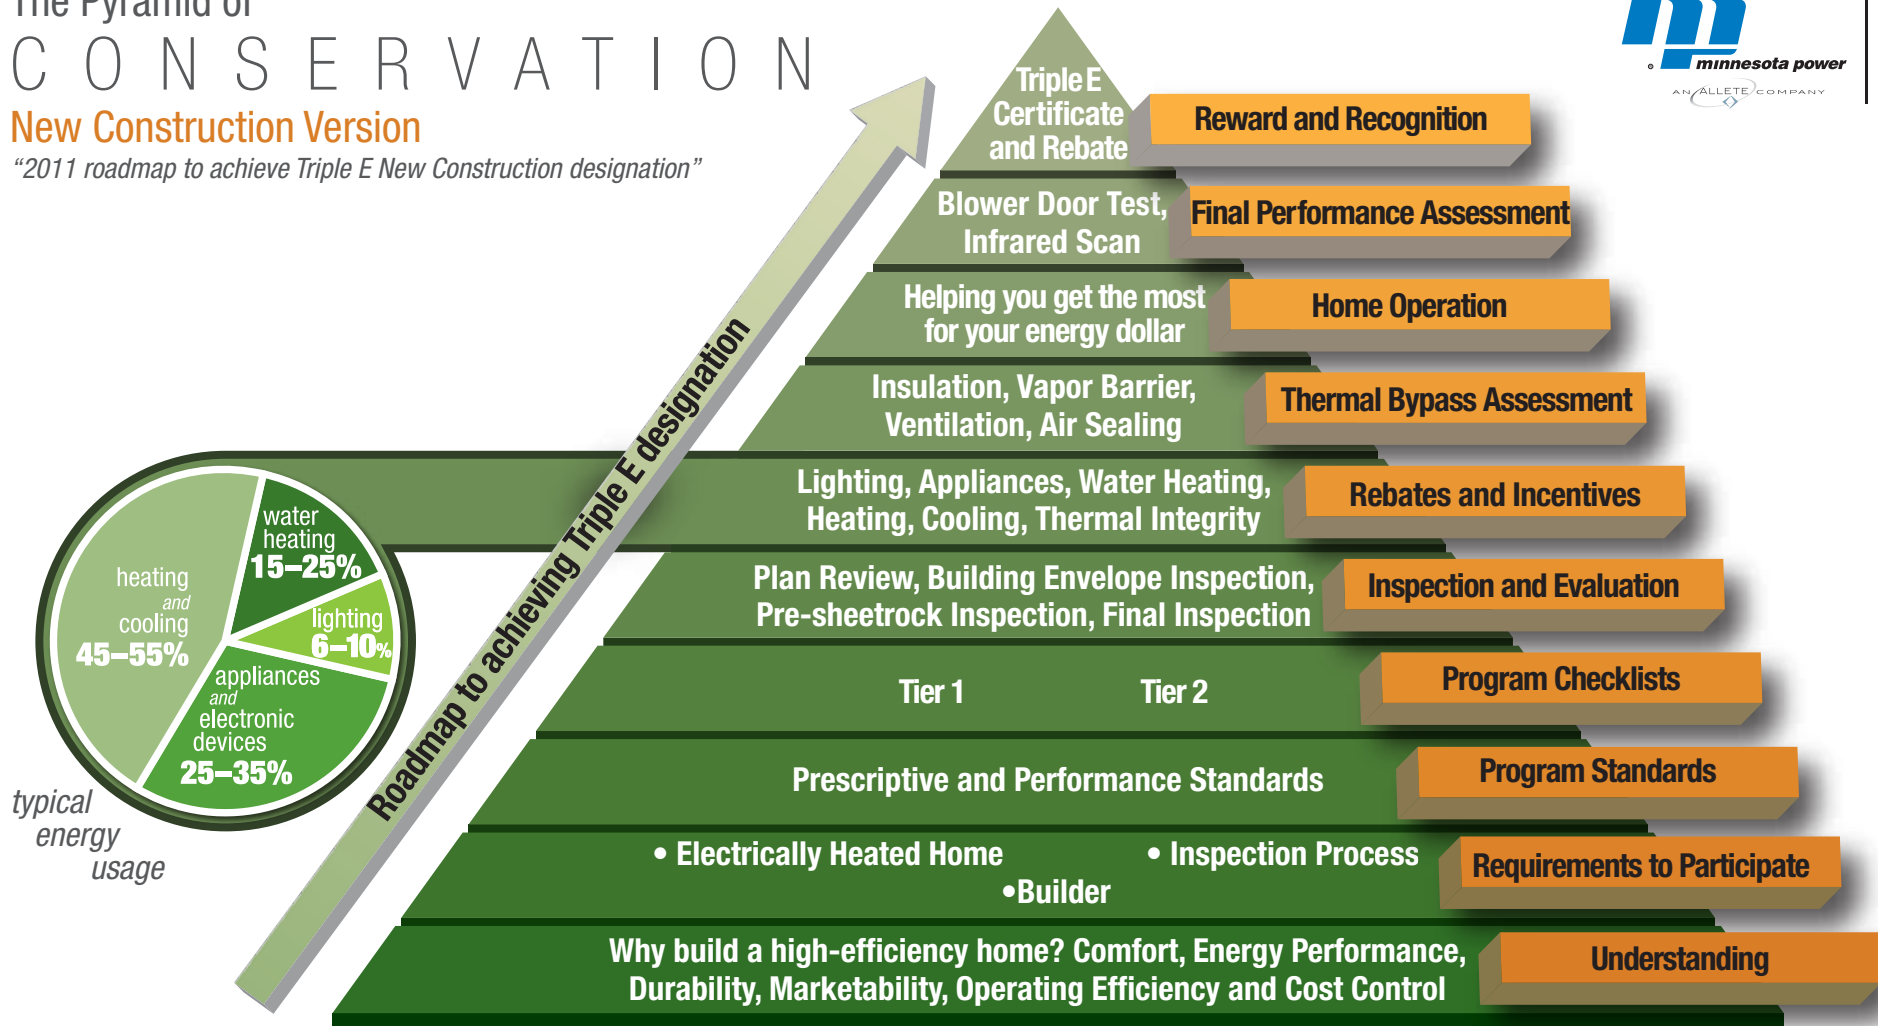 The Pyramid of
CONSERVATION
New Construction Version
“2011 roadmap to achieve Triple E New Construction designation”
minnesota power
AN ALLETE COMPANY
Triple E
Certificate
and Rebate
Reward and Recognition
Blower Door Test,
Infrared Scan
Final Performance Assessment
Helping you get the most
for your energy dollar
Home Operation
Insulation, Vapor Barrier,
Ventilation, Air Sealing
Thermal Bypass Assessment
Lighting, Appliances, Water Heating,
Heating, Cooling, Thermal Integrity
Rebates and Incentives
Plan Review, Building Envelope Inspection,
Pre-sheetrock Inspection, Final Inspection
Inspection and Evaluation
Tier 1 Tier 2
Program Checklists
Prescriptive and Performance Standards
Program Standards
• Electrically Heated Home • Inspection Process
•Builder
Requirements to Participate
Why build a high-efficiency home? Comfort, Energy Performance,
Durability, Marketability, Operating Efficiency and Cost Control
Understanding
Roadmap to achieving Triple E designation
water
heating
15–25%
heating
and
cooling
45–55%
lighting
6–10%
appliances
and
electronic
devices
25–35%
typical
energy
usage